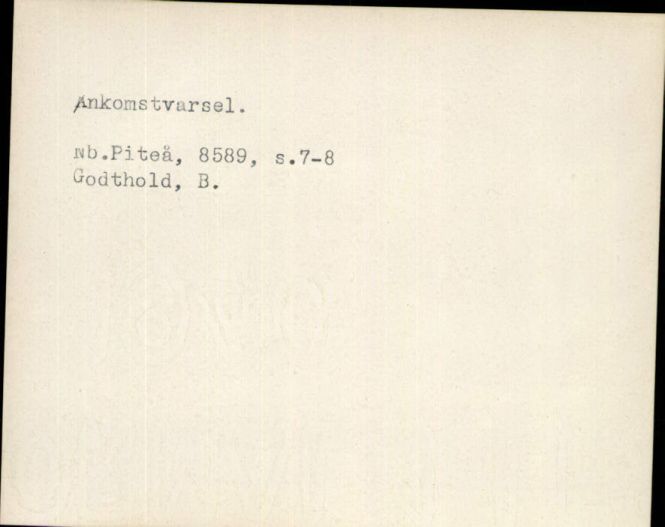 Ankomstvarsel.
Nb.Piteå, 8589, s.7-8
Godthold, B.